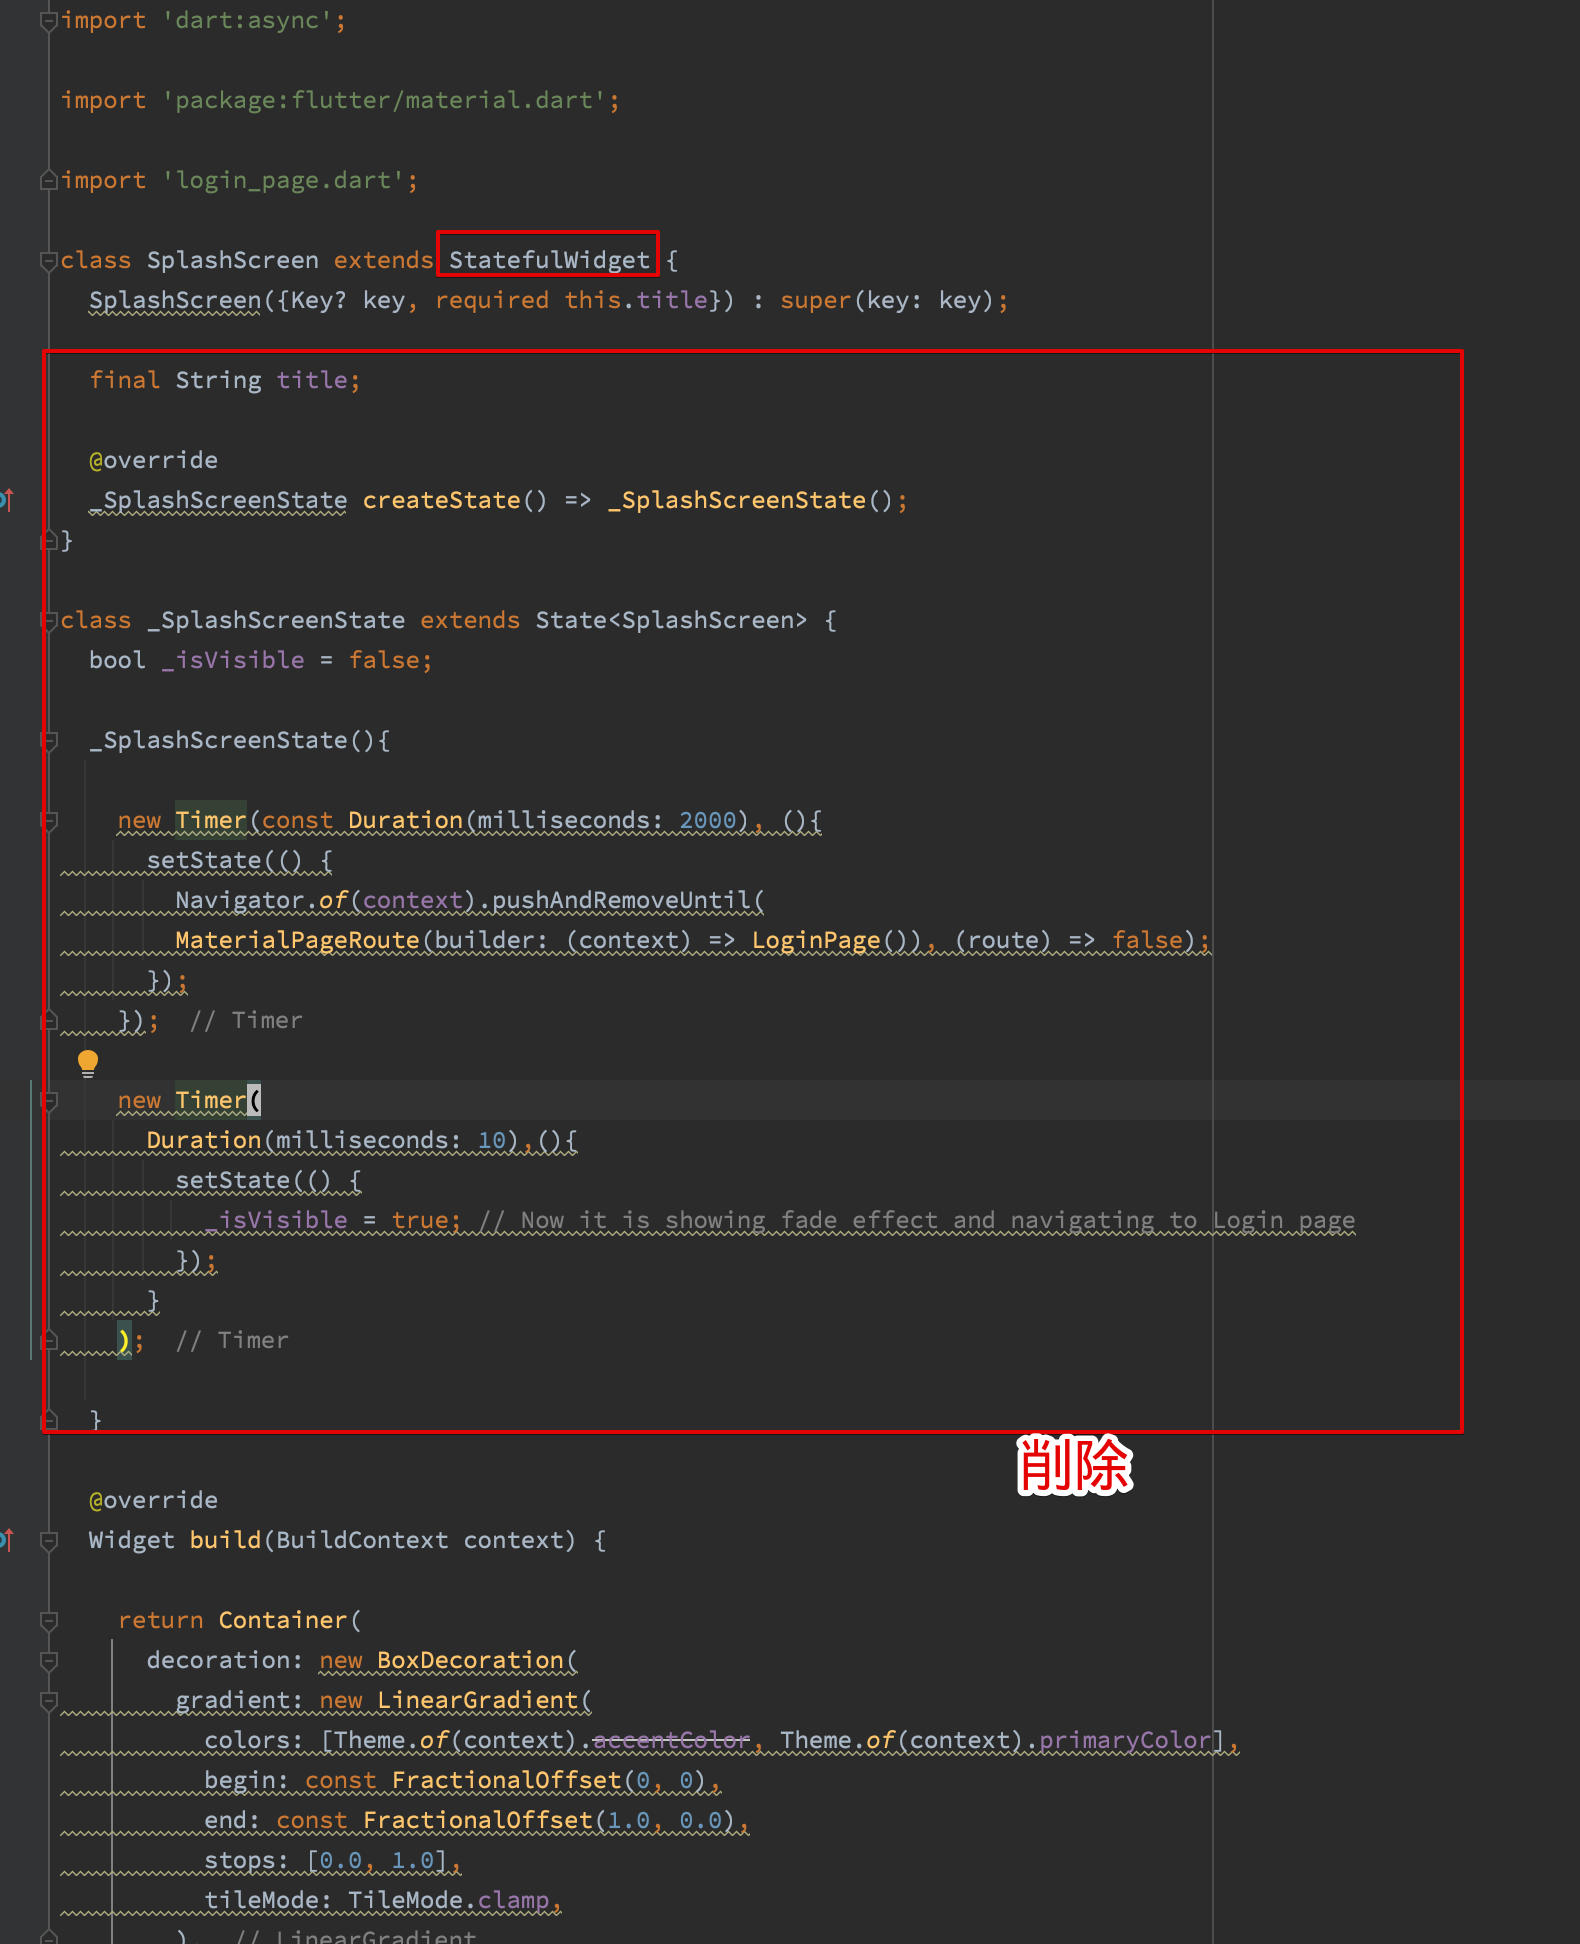 import 'dart:async';
import 'package:flutter/material.dart';
import 'login_page.dart';
class SplashScreen extends StatefulWidget {
SplashScreen({Key? key, required this.title}) : super(key: key);
final String title;
@override
_SplashScreenState createState() => _SplashScreenState();
}
class _SplashScreenState extends State<SplashScreen> {
bool _isVisible = false;
_SplashScreenState(){
new Timer(const Duration(milliseconds: 2000), (){
setState(() {
Navigator.of(context).pushAndRemoveUntil(
MaterialPageRoute(builder: (context) => LoginPage()), (route) => false);
});
}); // Timer
new Timer(
Duration(milliseconds: 10),(){
setState(() {
_isVisible = true; // Now it is showing fade effect and navigating to Login page
});
}
); // Timer
}
削除
@override
Widget build(BuildContext context) {
return Container(
decoration: new BoxDecoration(
gradient: new LinearGradient(
colors: [Theme.of(context).accentColor, Theme.of(context).primaryColor],
begin: const FractionalOffset(0, 0),
end: const FractionalOffset(1.0, 0.0),
stops: [0.0, 1.0],
tileMode: TileMode.clamp,
), // LinearGradient